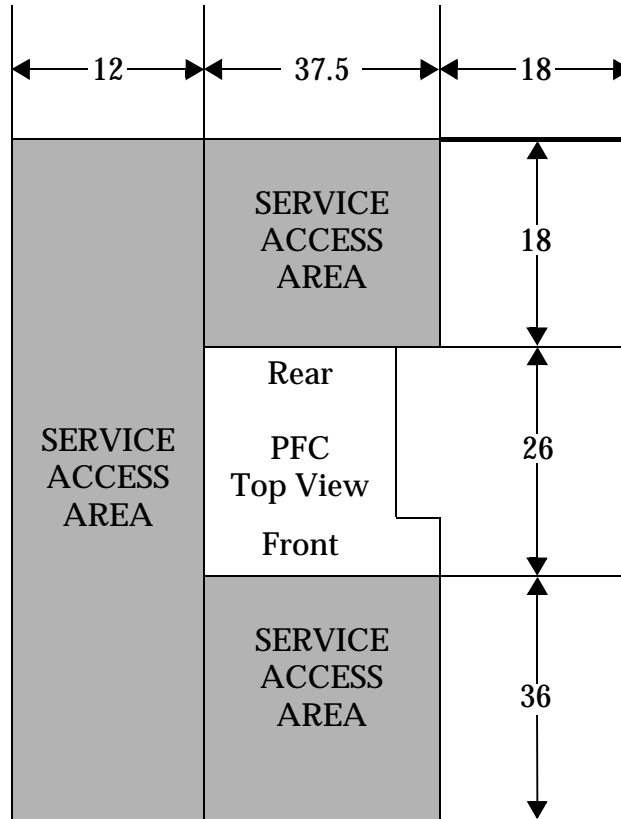 12
37.5
18
SERVICE
ACCESS
AREA
18
Rear
PFC
Top View
Front
26
SERVICE
ACCESS
AREA
SERVICE
ACCESS
AREA
36